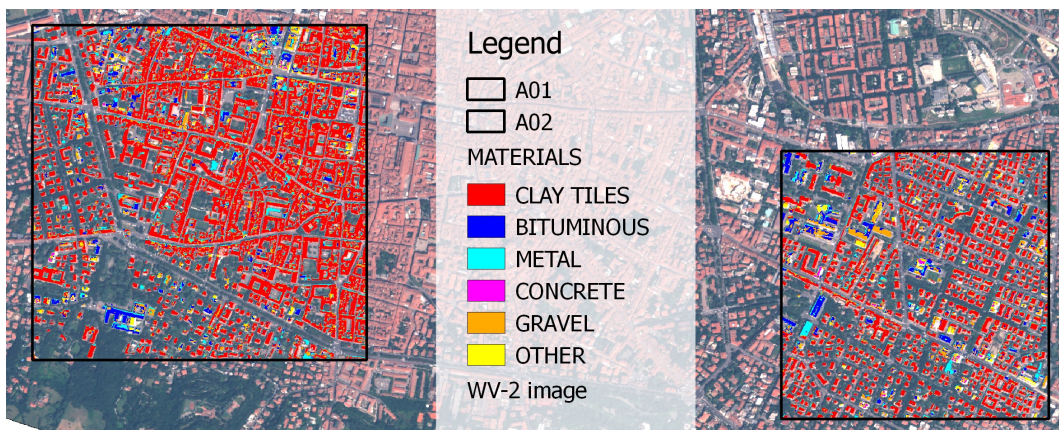 Legend
A01
A02
MATERIALS
CLAY TILES
BITUMINOUS
METAL
CONCRETE
GRAVEL
OTHER
WV-2 image